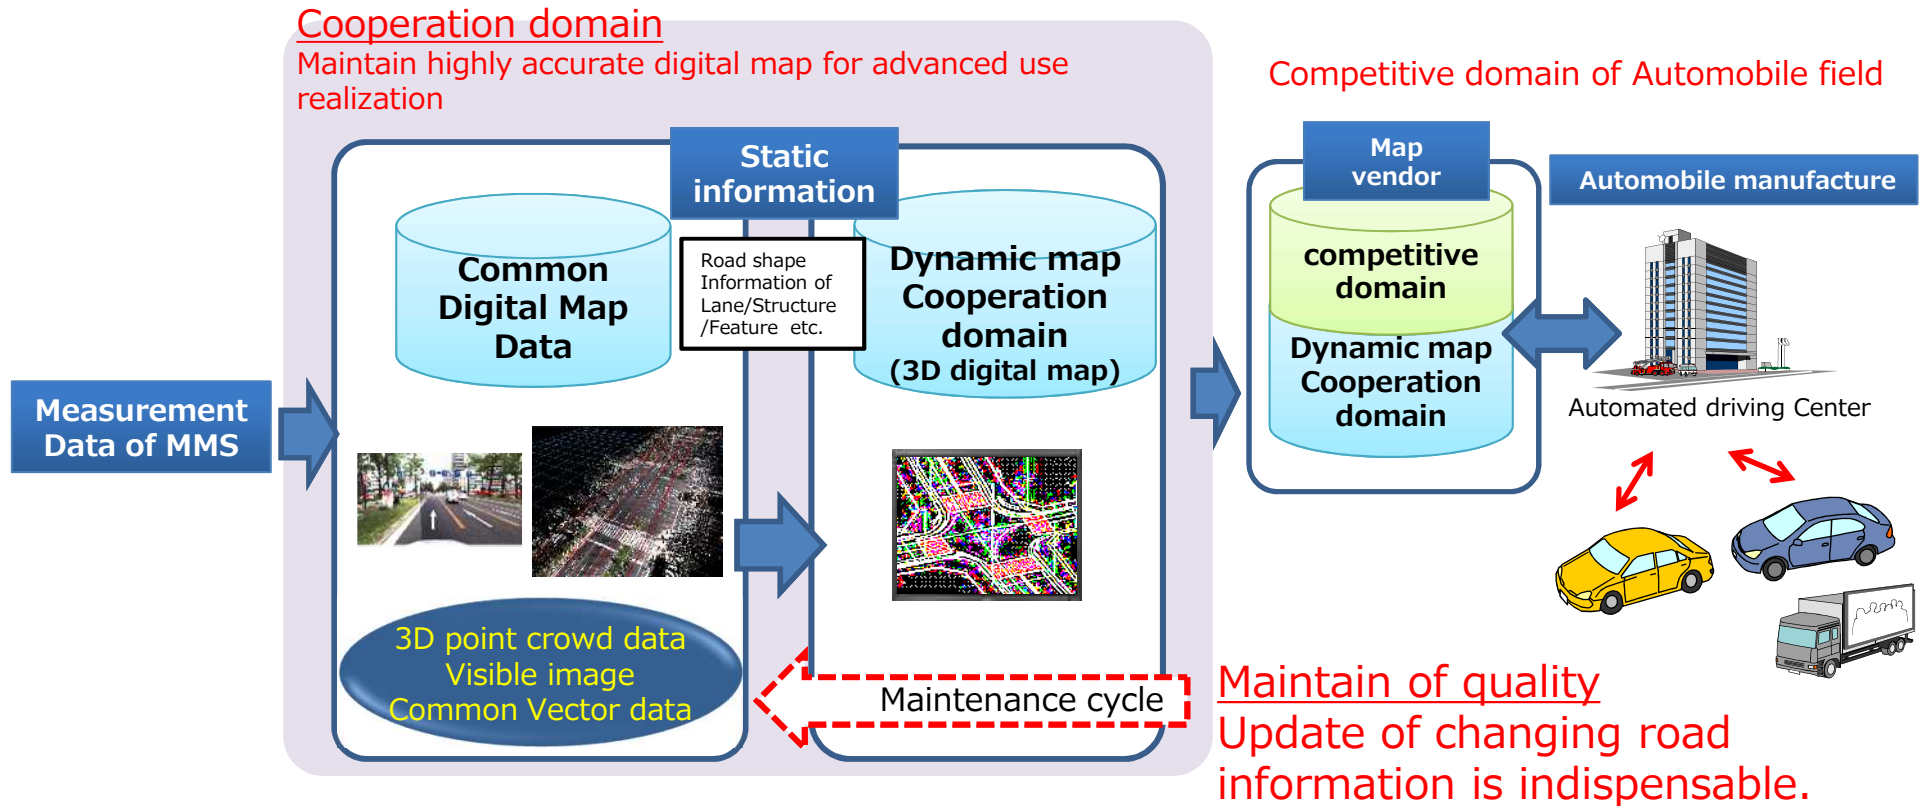 Cooperation domain
Maintain highly accurate digital map for advanced use
realization
Competitive domain of Automobile field
Static
information
Map
vendor
Automobile manufacture
Common
Digital Map
Data
Road shape
Information of
Lane/Structure
/Feature etc.
Dynamic map
Cooperation
domain
(3D digital map)
competitive
domain
Dynamic map
Cooperation
domain
Automated driving Center
Measurement
Data of MMS
3D point crowd data
Visible image
Common Vector data
Maintenance cycle
Maintain of quality
Update of changing road
information is indispensable.